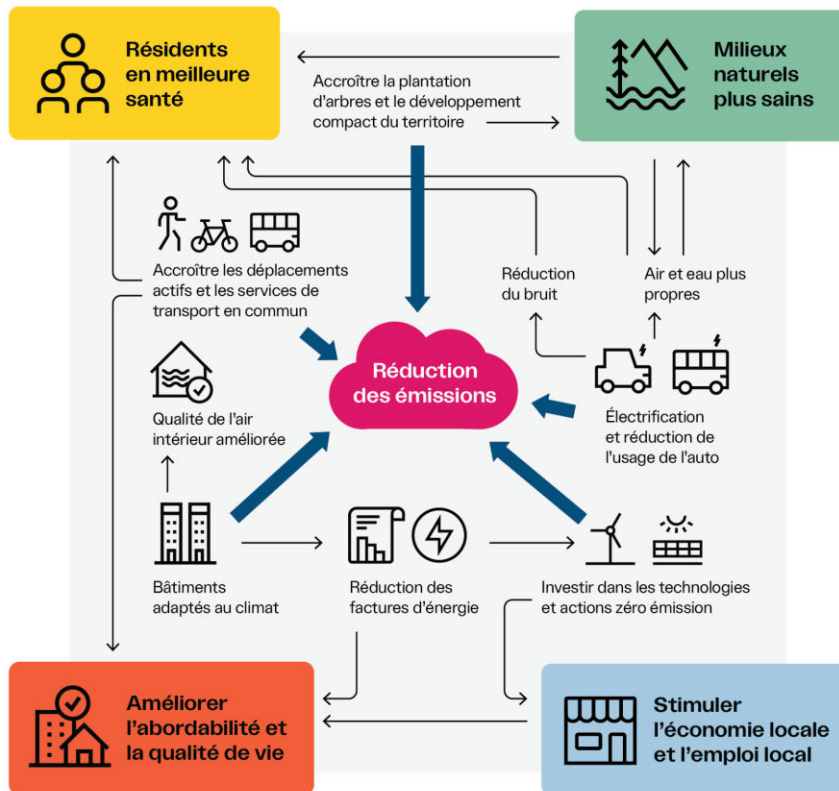 Résidents
en meilleure
santé
Milieux
naturels
plus sains
Accroître la plantation
d'arbres et le développement
compact du territoire
Accroître les déplacements
actifs et les services de
transport en commun
Réduction
du bruit
Air et eau plus
propres
Réduction
des émissions
Qualité de l'air
intérieur améliorée
Électrification
et réduction de
l'usage de l'auto
Bâtiments
adaptés au climat
Réduction des
factures d'énergie
Investir dans les technologies
et actions zéro émission
Améliorer
l'abordabilité et
la qualité de vie
Stimuler
l'économie locale
et l'emploi local